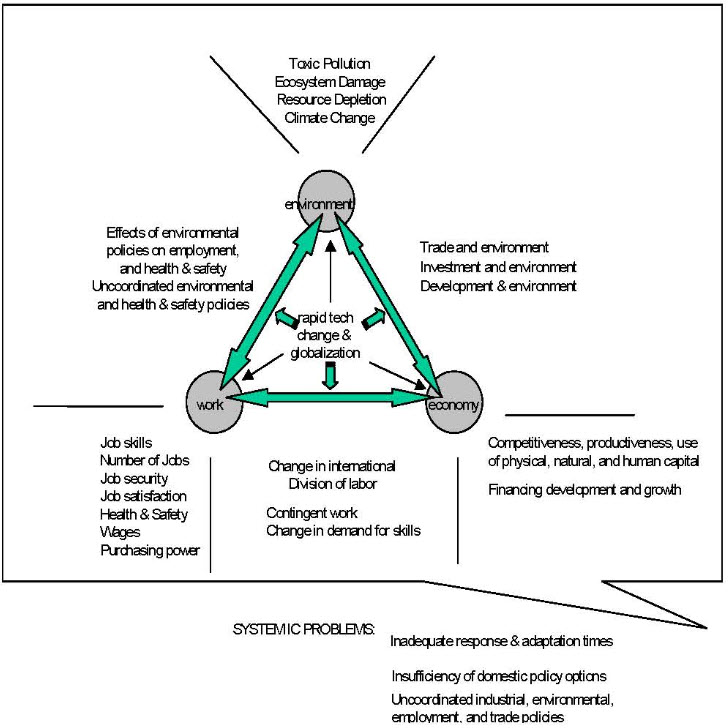 Toxic Pollution
Ecosystem Damage
Resource Depletion
Climate Change
environment
Effects of environmental
policies on employment,
and health & safety
Uncoordinated environmental
and health & safety policies
Trade and environment
Investment and environment
Development & environment
rapid tech
change &
globalization
work
economy
Job skills
Number of Jobs
Job security
Job satisfaction
Health & Safety
Wages
Purchasing power
Change in international
Division of labor
Contingent work
Change in demand for skills
Competitiveness, productiveness, use
of physical, natural, and human capital
Financing development and growth
SYSTEMIC PROBLEMS:
Inadequate response & adaptation times
Insufficiency of domestic policy options
Uncoordinated industrial, environmental,
employment, and trade policies